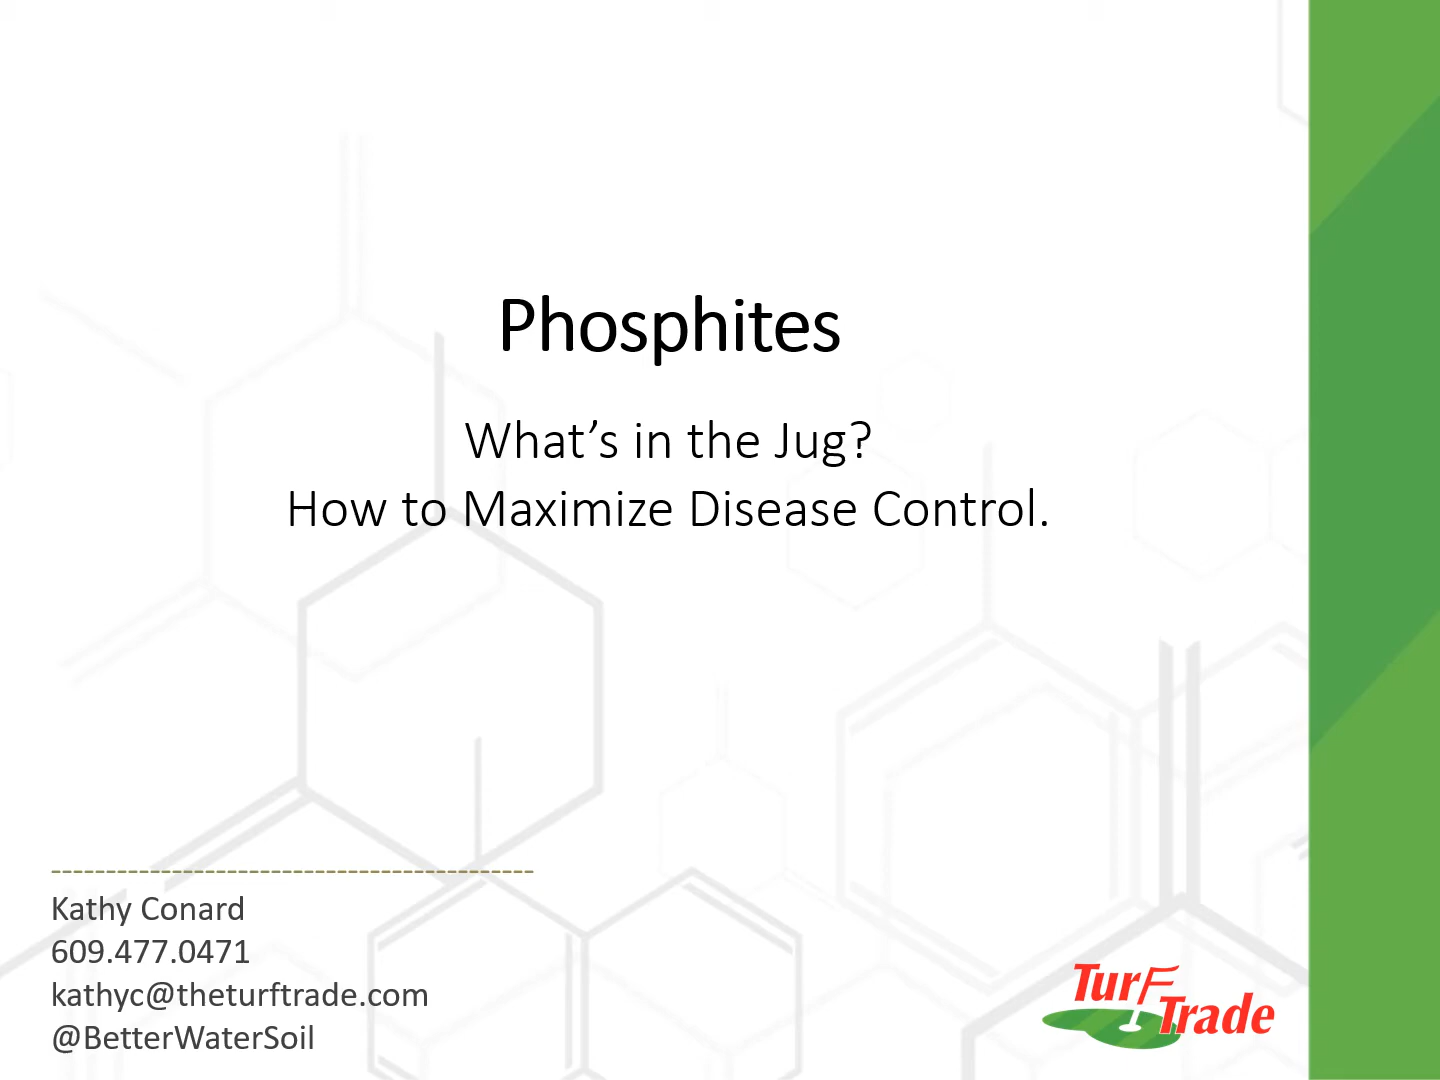 Phosphites
What’s in the Jug?
How to Maximize Disease Control.
--------------------------------------------
Kathy Conard
609.477.0471
kathyc@theturftrade.com
@BetterWaterSoil
Turf
Trade